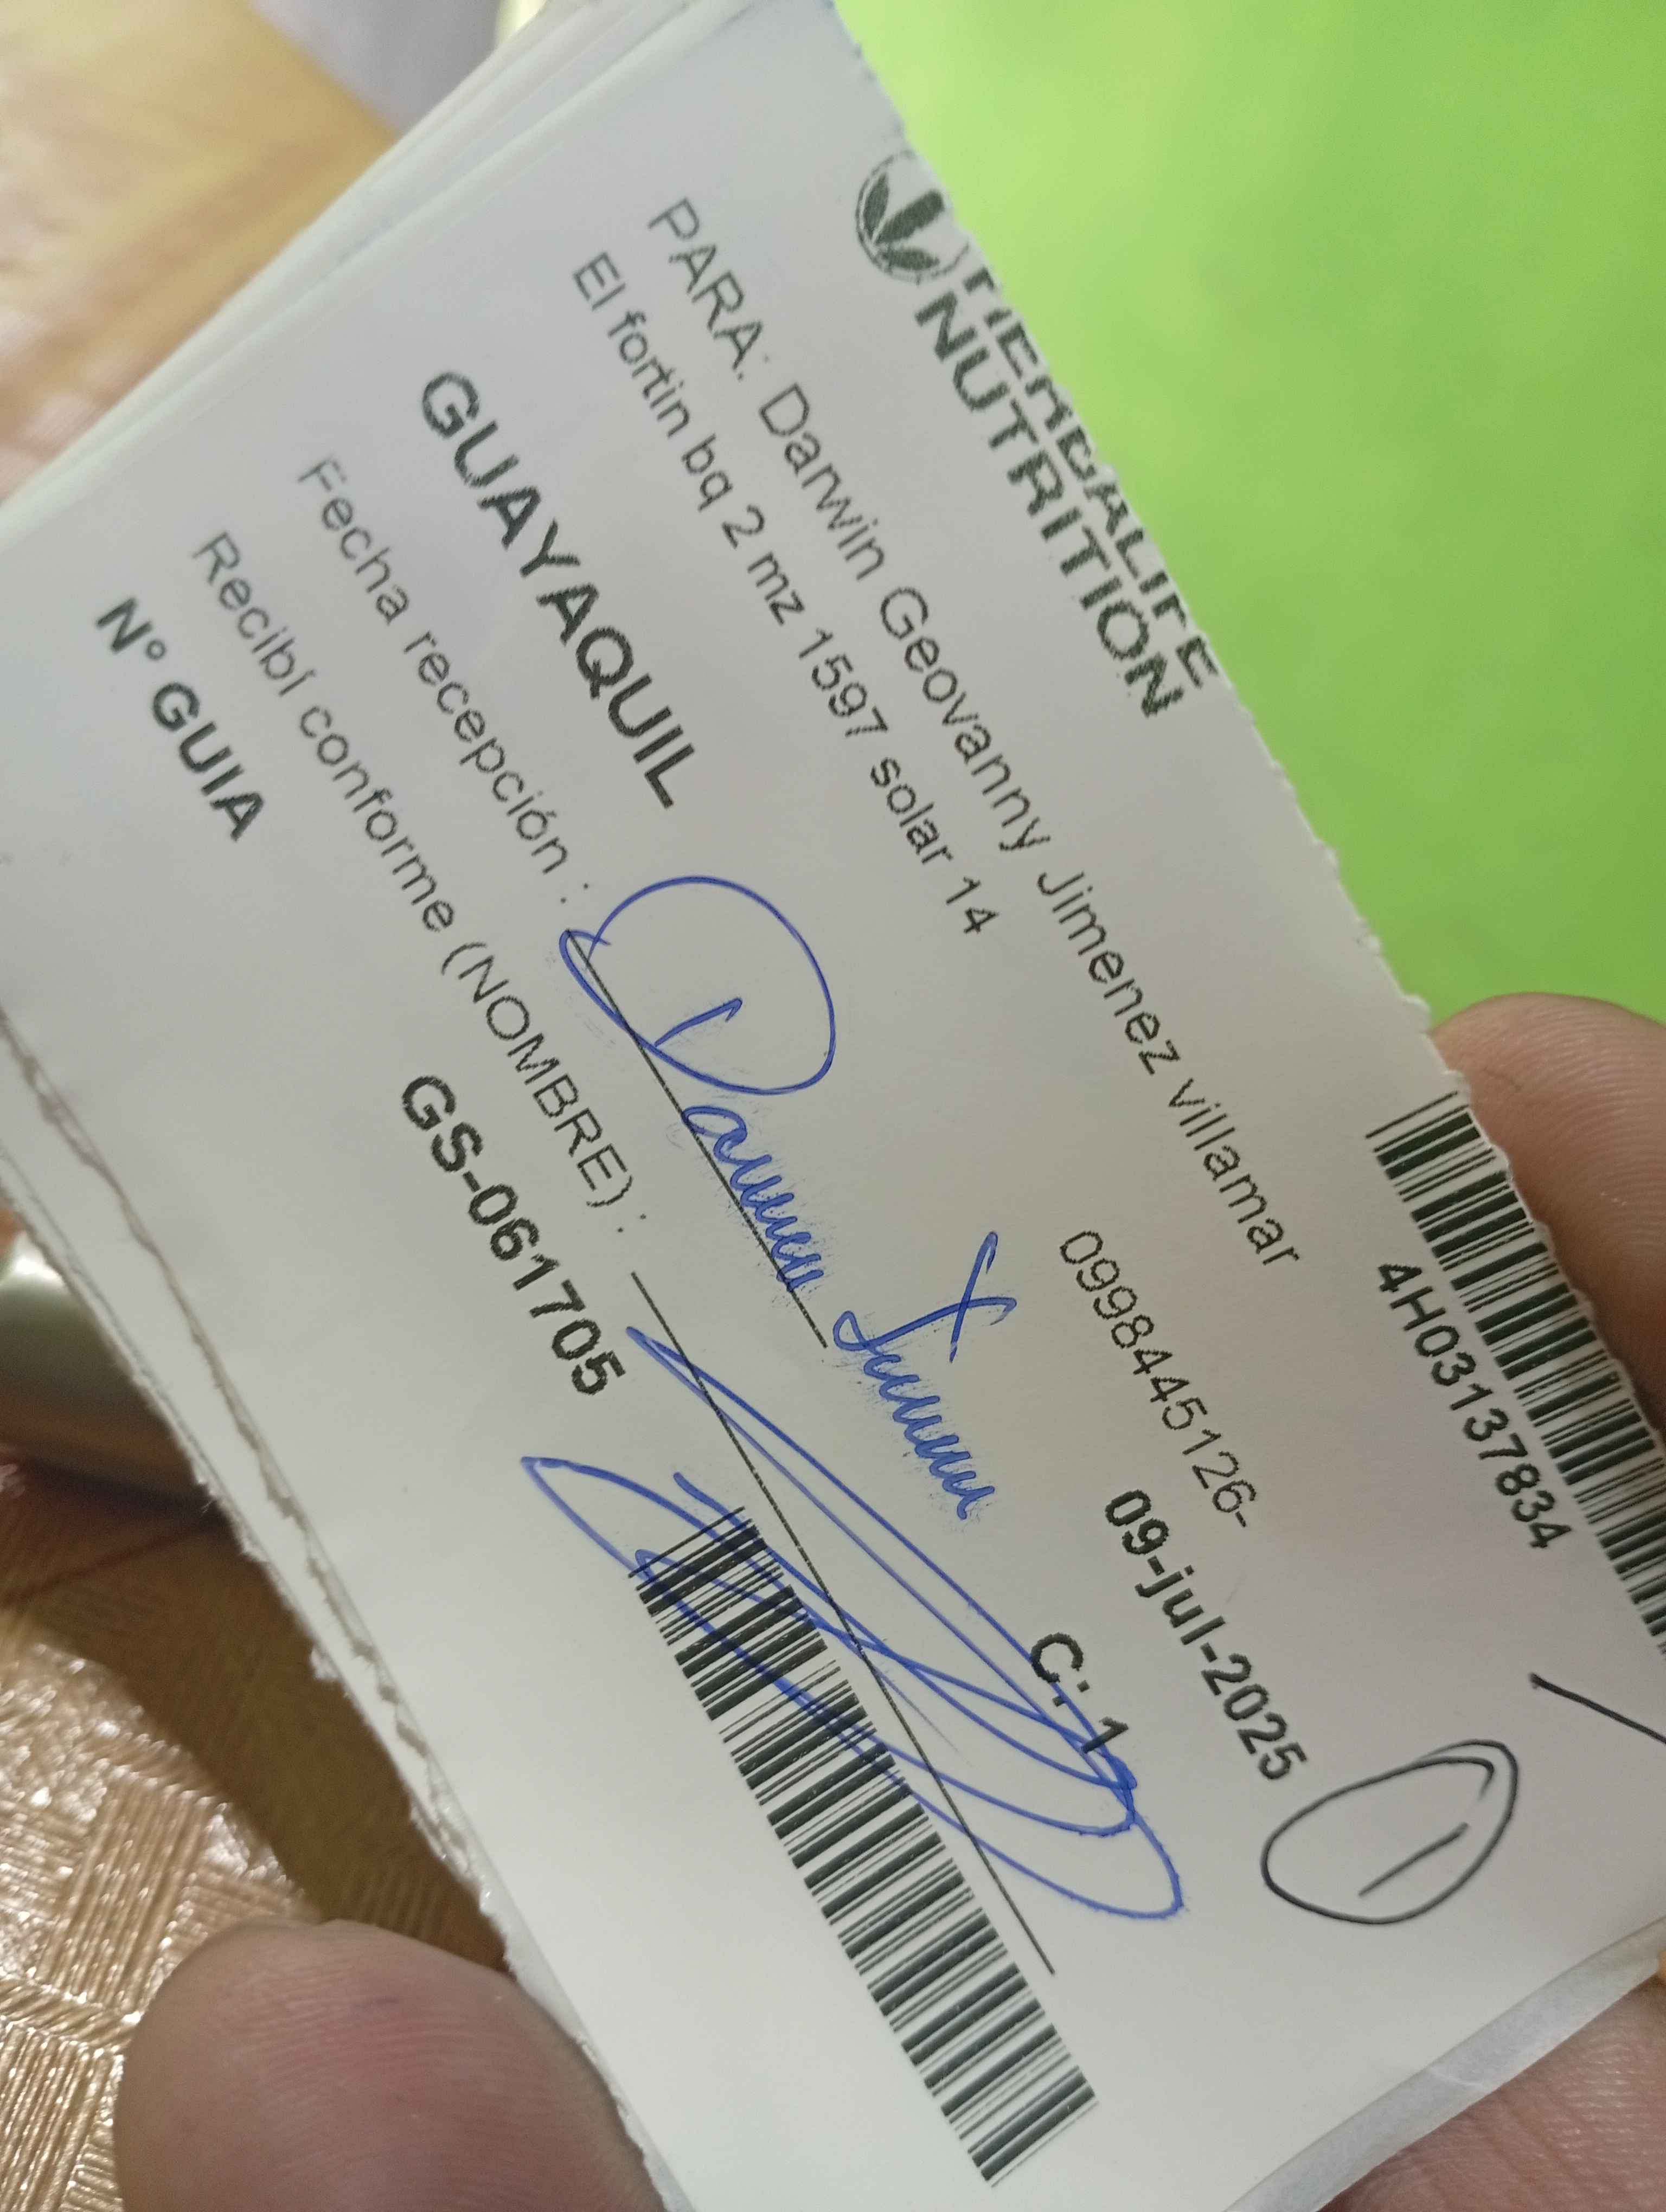 HERBALIFE
NUTRITION
4H03137834
PARA: Darwin Geovanny Jimenez villamar
El fortin bq 2 mz 1597 solar 14
0998445126-
09-jul-2025
1
GUAYAQUIL
C: 1
Fecha recepción :
Recibí conforme (NOMBRE) :
N° GUIA
GS-061705